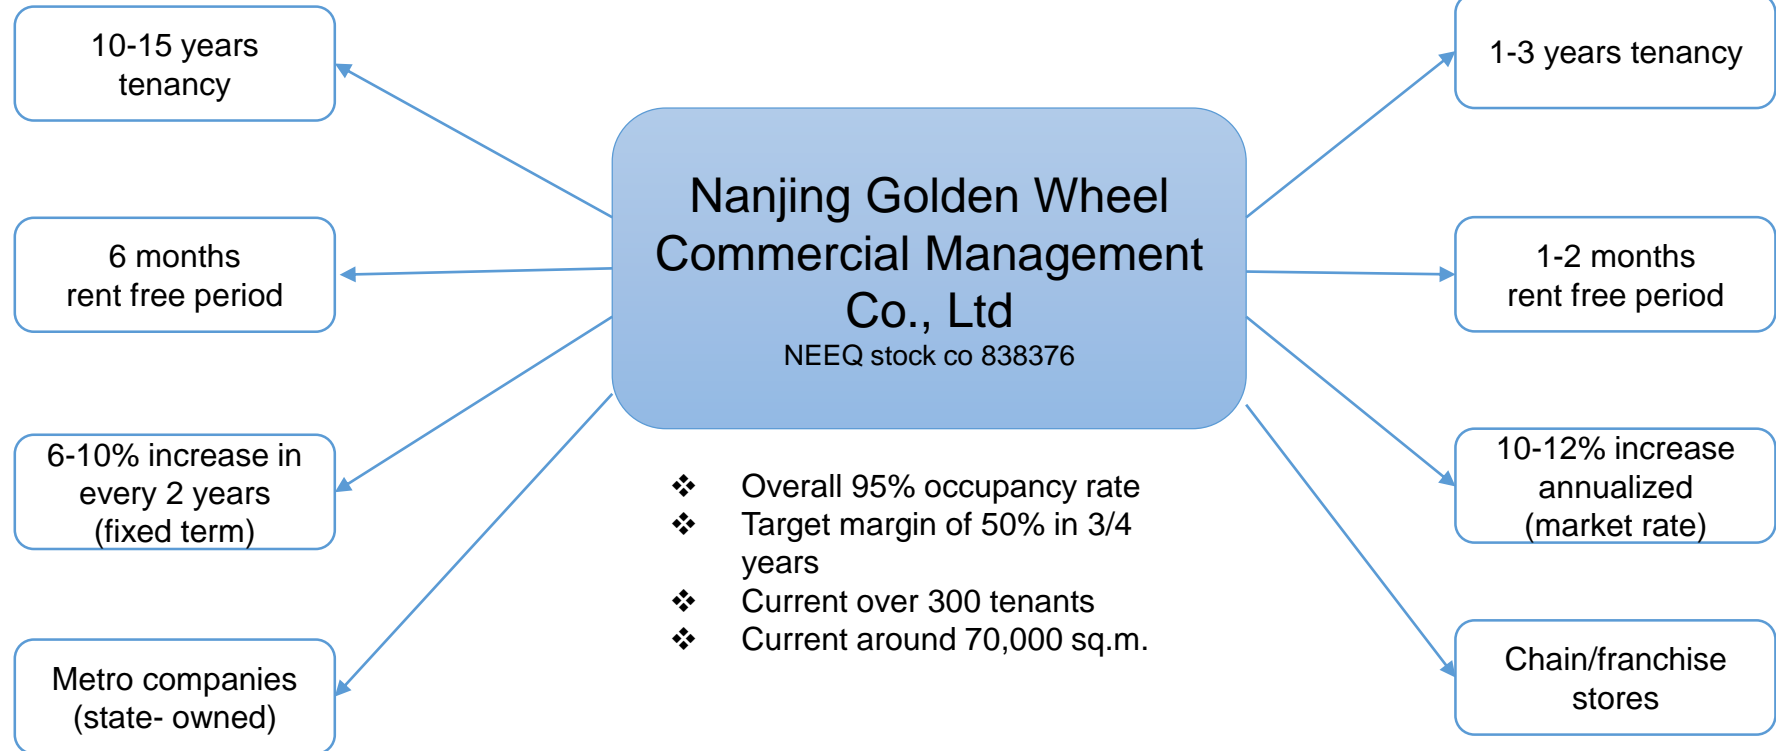 10-15 years
tenancy
6 months
rent free period
6-10% increase in
every 2 years
(fixed term)
Metro companies
(state- owned)
Nanjing Golden Wheel
Commercial Management
Co., Ltd
NEEQ stock co 838376
❖ Overall 95% occupancy rate
❖ Target margin of 50% in 3/4
years
❖ Current over 300 tenants
❖ Current around 70,000 sq.m.
1-3 years tenancy
1-2 months
rent free period
10-12% increase
annualized
(market rate)
Chain/franchise
stores